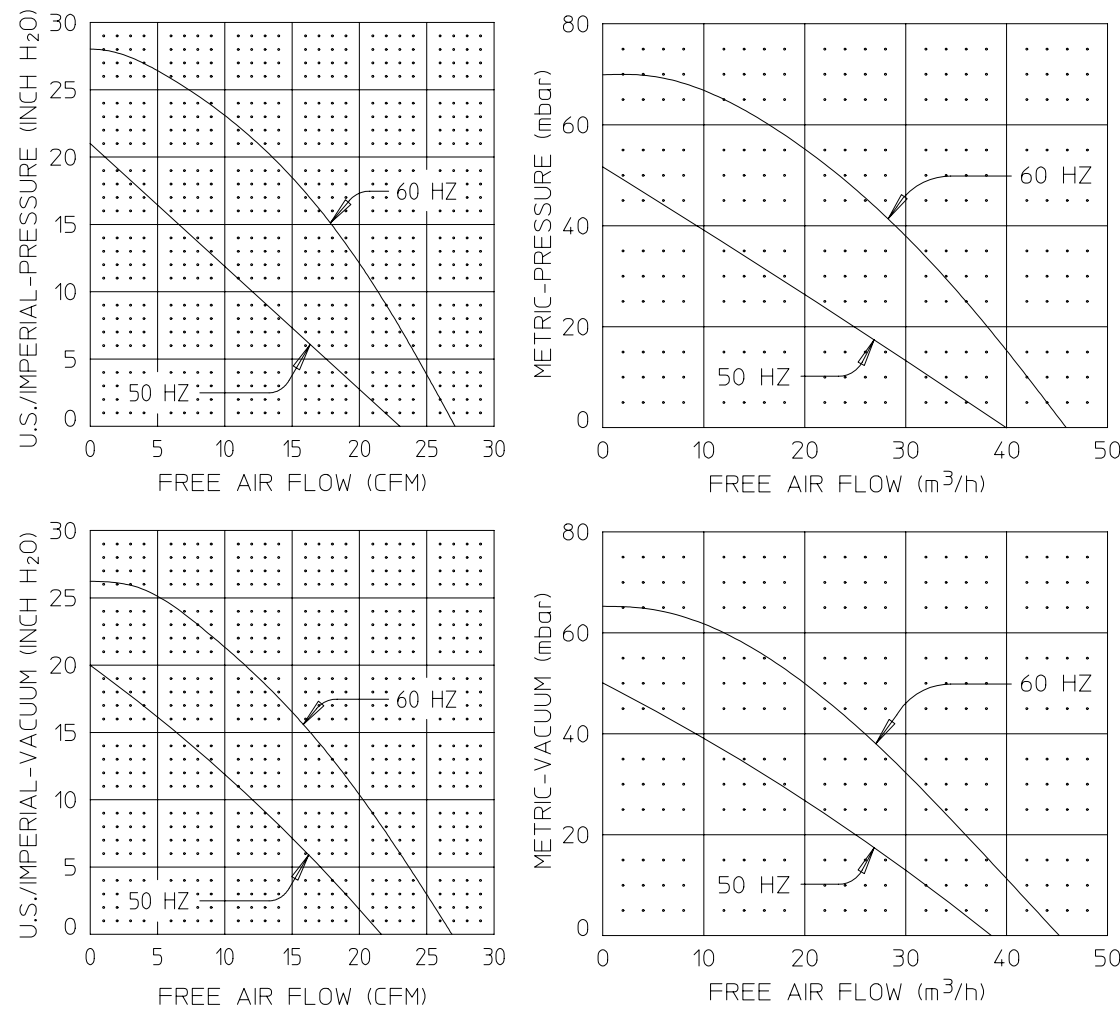 U.S./IMPERIAL-PRESSURE (INCH H₂O)
30
25
20
15
10
5
0
60 HZ
50 HZ
0 5 10 15 20 25 30
FREE AIR FLOW (CFM)
METRIC-PRESSURE (mbar)
80
60
40
20
0
60 HZ
50 HZ
0 10 20 30 40 50
FREE AIR FLOW (m³/h)
U.S./IMPERIAL-VACUUM (INCH H₂O)
30
25
20
15
10
5
0
60 HZ
50 HZ
0 5 10 15 20 25 30
FREE AIR FLOW (CFM)
METRIC-VACUUM (mbar)
80
60
40
20
0
60 HZ
50 HZ
0 10 20 30 40 50
FREE AIR FLOW (m³/h)